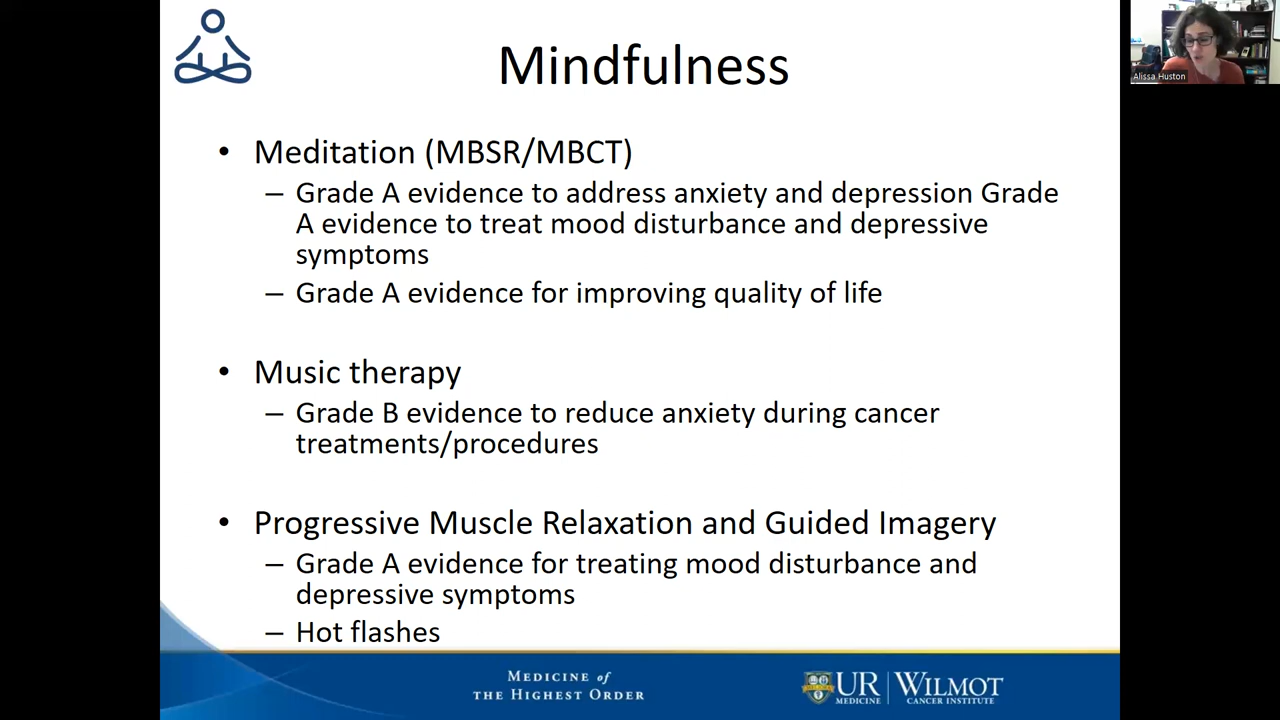 Mindfulness
Alissa Huston
• Meditation (MBSR/MBCT)
– Grade A evidence to address anxiety and depression Grade
A evidence to treat mood disturbance and depressive
symptoms
– Grade A evidence for improving quality of life
• Music therapy
– Grade B evidence to reduce anxiety during cancer
treatments/procedures
• Progressive Muscle Relaxation and Guided Imagery
– Grade A evidence for treating mood disturbance and
depressive symptoms
– Hot flashes
MEDICINE of
THE HIGHEST ORDER
UR
MEDICINE
WILMOT
CANCER INSTITUTE